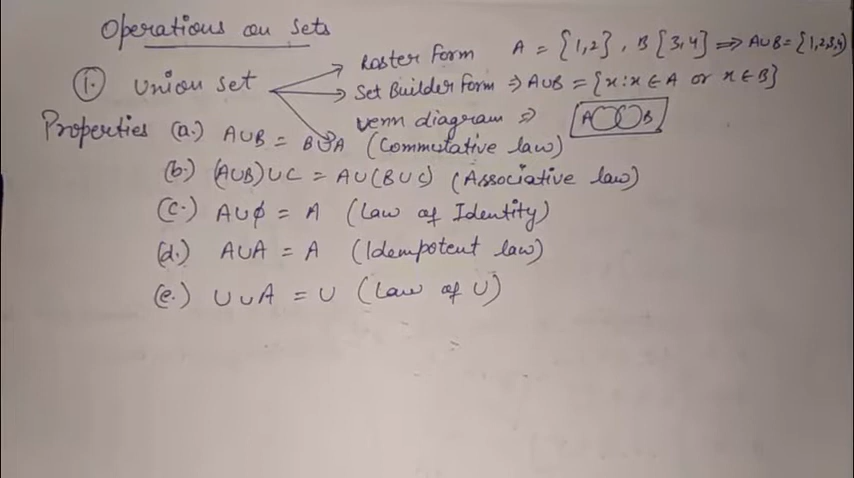 Operations on Sets
1. Union set → Roster Form A = {1,2} , B {3,4} ⇒ A∪B = {1,2,3,4}
→ Set Builder Form ⇒ A∪B = {x : x ∈ A or x ∈ B}
→ venn diagram ⇒ A B
Properties (a.) A∪B = B∪A (Commutative law)
(b.) (A∪B)∪C = A∪(B∪C) (Associative law)
(c.) A∪ϕ = A (Law of Identity)
(d.) A∪A = A (Idempotent law)
(e.) U∪A = U (Law of U)